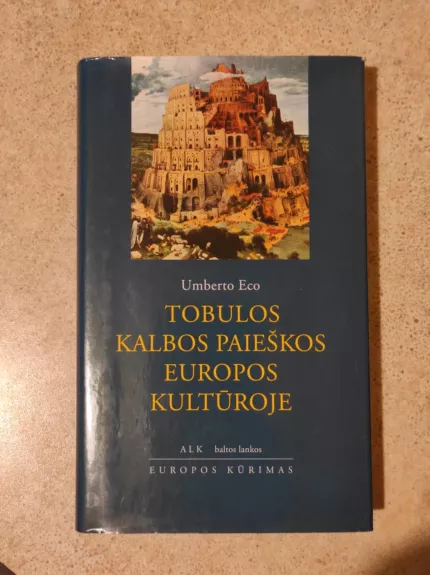 Umberto Eco
TOBULOS
KALBOS PAIEŠKOS
EUROPOS
KULTŪROJE
ALK baltos lankos
EUROPOS KŪRIMAS